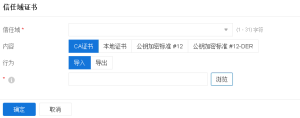 信任域证书
信任域 * (1 - 31) 字符
内容 CA证书 本地证书 公钥加密标准 #12 公钥加密标准 #12-DER
行为 导入 导出
* 浏览
确定 取消